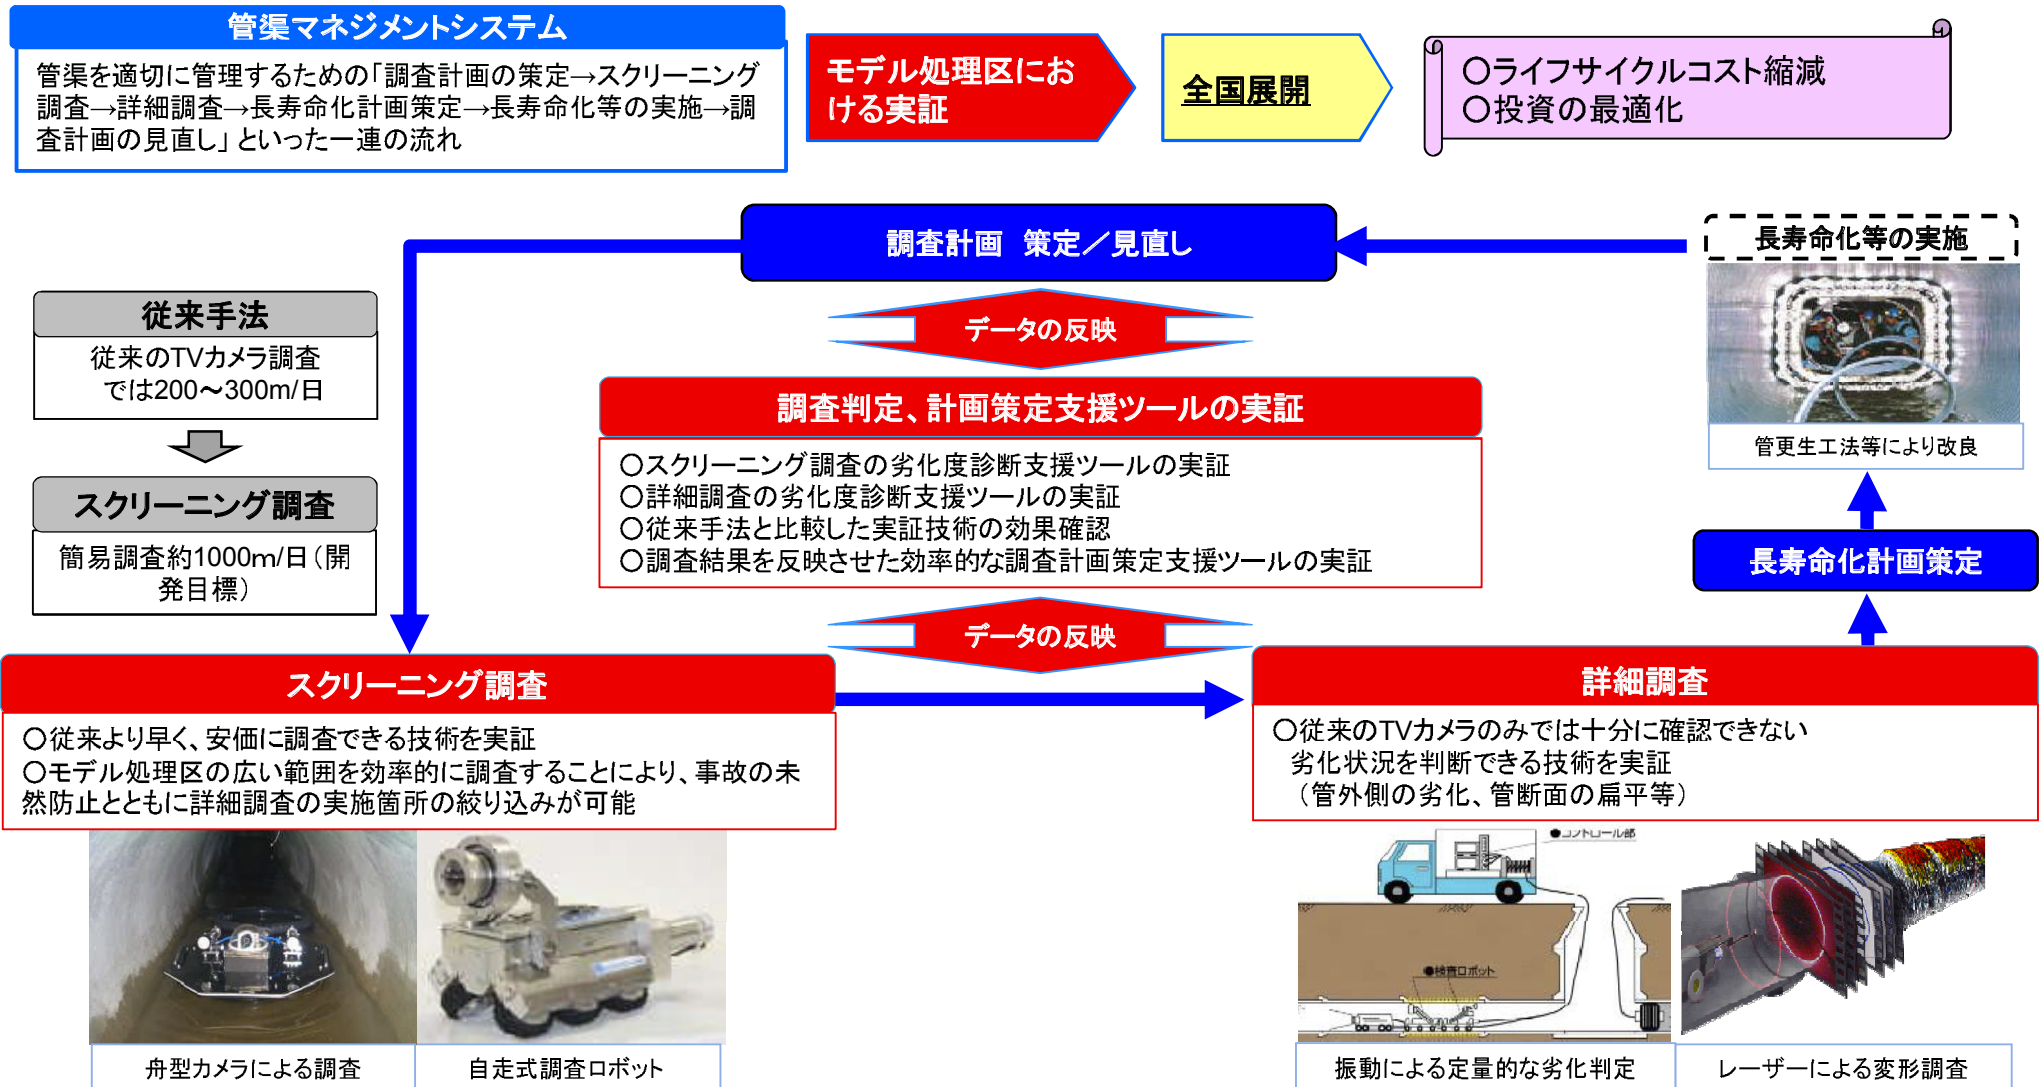 管渠マネジメントシステム
管渠を適切に管理するための「調査計画の策定→スクリーニング
調査→詳細調査→長寿命化計画策定→長寿命化等の実施→調
査計画の見直し」といった一連の流れ
モデル処理区にお
ける実証
全国展開
〇ライフサイクルコスト縮減
〇投資の最適化
調査計画　策定／見直し
長寿命化等の実施
管更生工法等により改良
従来手法
従来のTVカメラ調査
では200～300m/日
スクリーニング調査
簡易調査約1000m/日（開
発目標）
データの反映
調査判定、計画策定支援ツールの実証
〇スクリーニング調査の劣化度診断支援ツールの実証
〇詳細調査の劣化度診断支援ツールの実証
〇従来手法と比較した実証技術の効果確認
〇調査結果を反映させた効率的な調査計画策定支援ツールの実証
長寿命化計画策定
データの反映
スクリーニング調査
〇従来より早く、安価に調査できる技術を実証
〇モデル処理区の広い範囲を効率的に調査することにより、事故の未
然防止とともに詳細調査の実施箇所の絞り込みが可能
舟型カメラによる調査
自走式調査ロボット
詳細調査
〇従来のTVカメラのみでは十分に確認できない
劣化状況を判断できる技術を実証
（管外側の劣化、管断面の扁平等）
●コントロール部
●検査ロボット
振動による定量的な劣化判定
レーザーによる変形調査